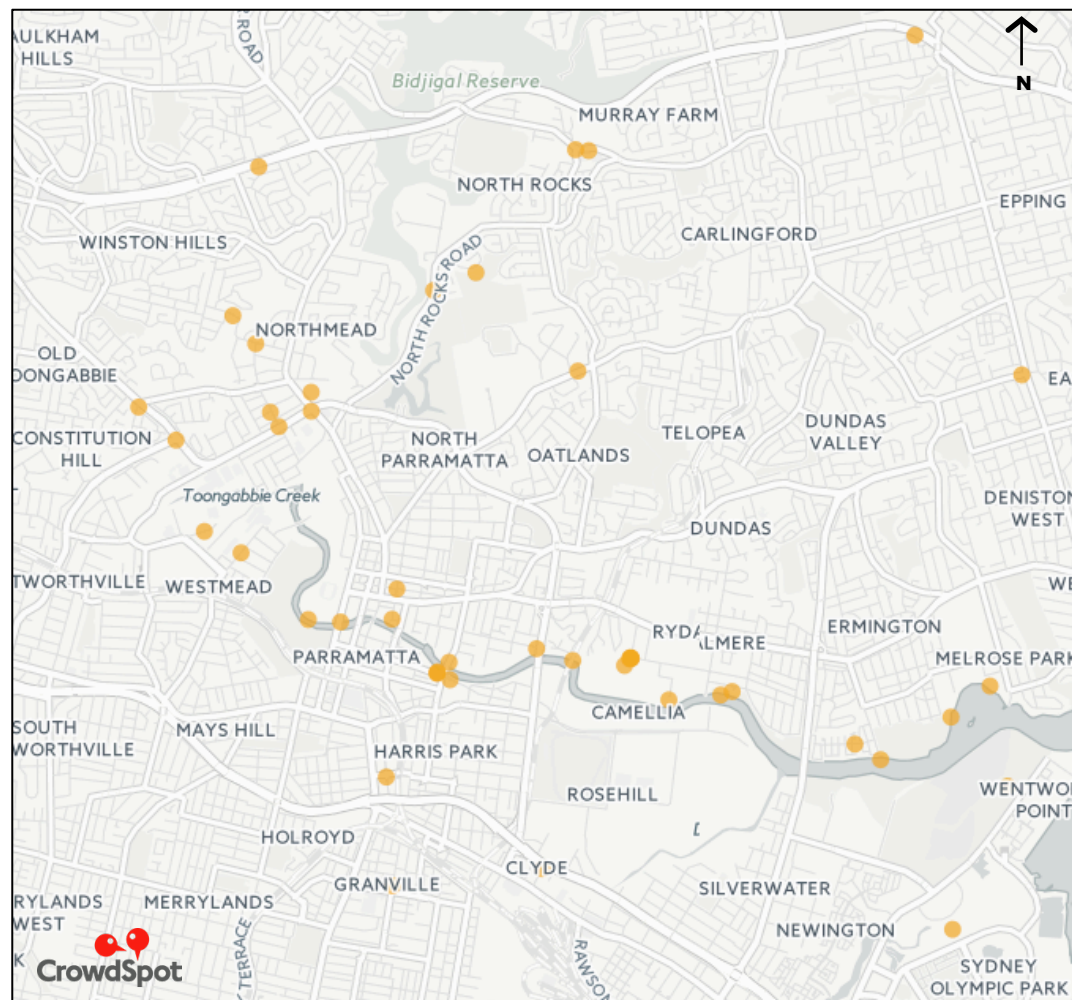 AULKHAM
HILLS
ROAD
N
Bidjigal Reserve
MURRAY FARM
NORTH ROCKS
EPPING
CARLINGFORD
WINSTON HILLS
NORTH ROCKS ROAD
NORTHMEAD
OLD
OONGABBIE
EA
DUNDAS
VALLEY
TELOPEA
CONSTITUTION
HILL
NORTH
PARRAMATTA
OATLANDS
Toongabbie Creek
DENISTON
WEST
DUNDAS
TWORTHVILLE
WESTMEAD
WE
RYDA
LMERE
ERMINGTON
PARRAMATTA
MELROSE PARK
CAMELLIA
SOUTH
WORTHVILLE
MAYS HILL
HARRIS PARK
ROSEHILL
WENTWO
POINT
HOLROYD
CLYDE
GRANVILLE
SILVERWATER
RYLANDS
WEST
MERRYLANDS
NEWINGTON
K
Y TERRACE
RAWSON
SYDNEY
OLYMPIC PARK
CrowdSpot